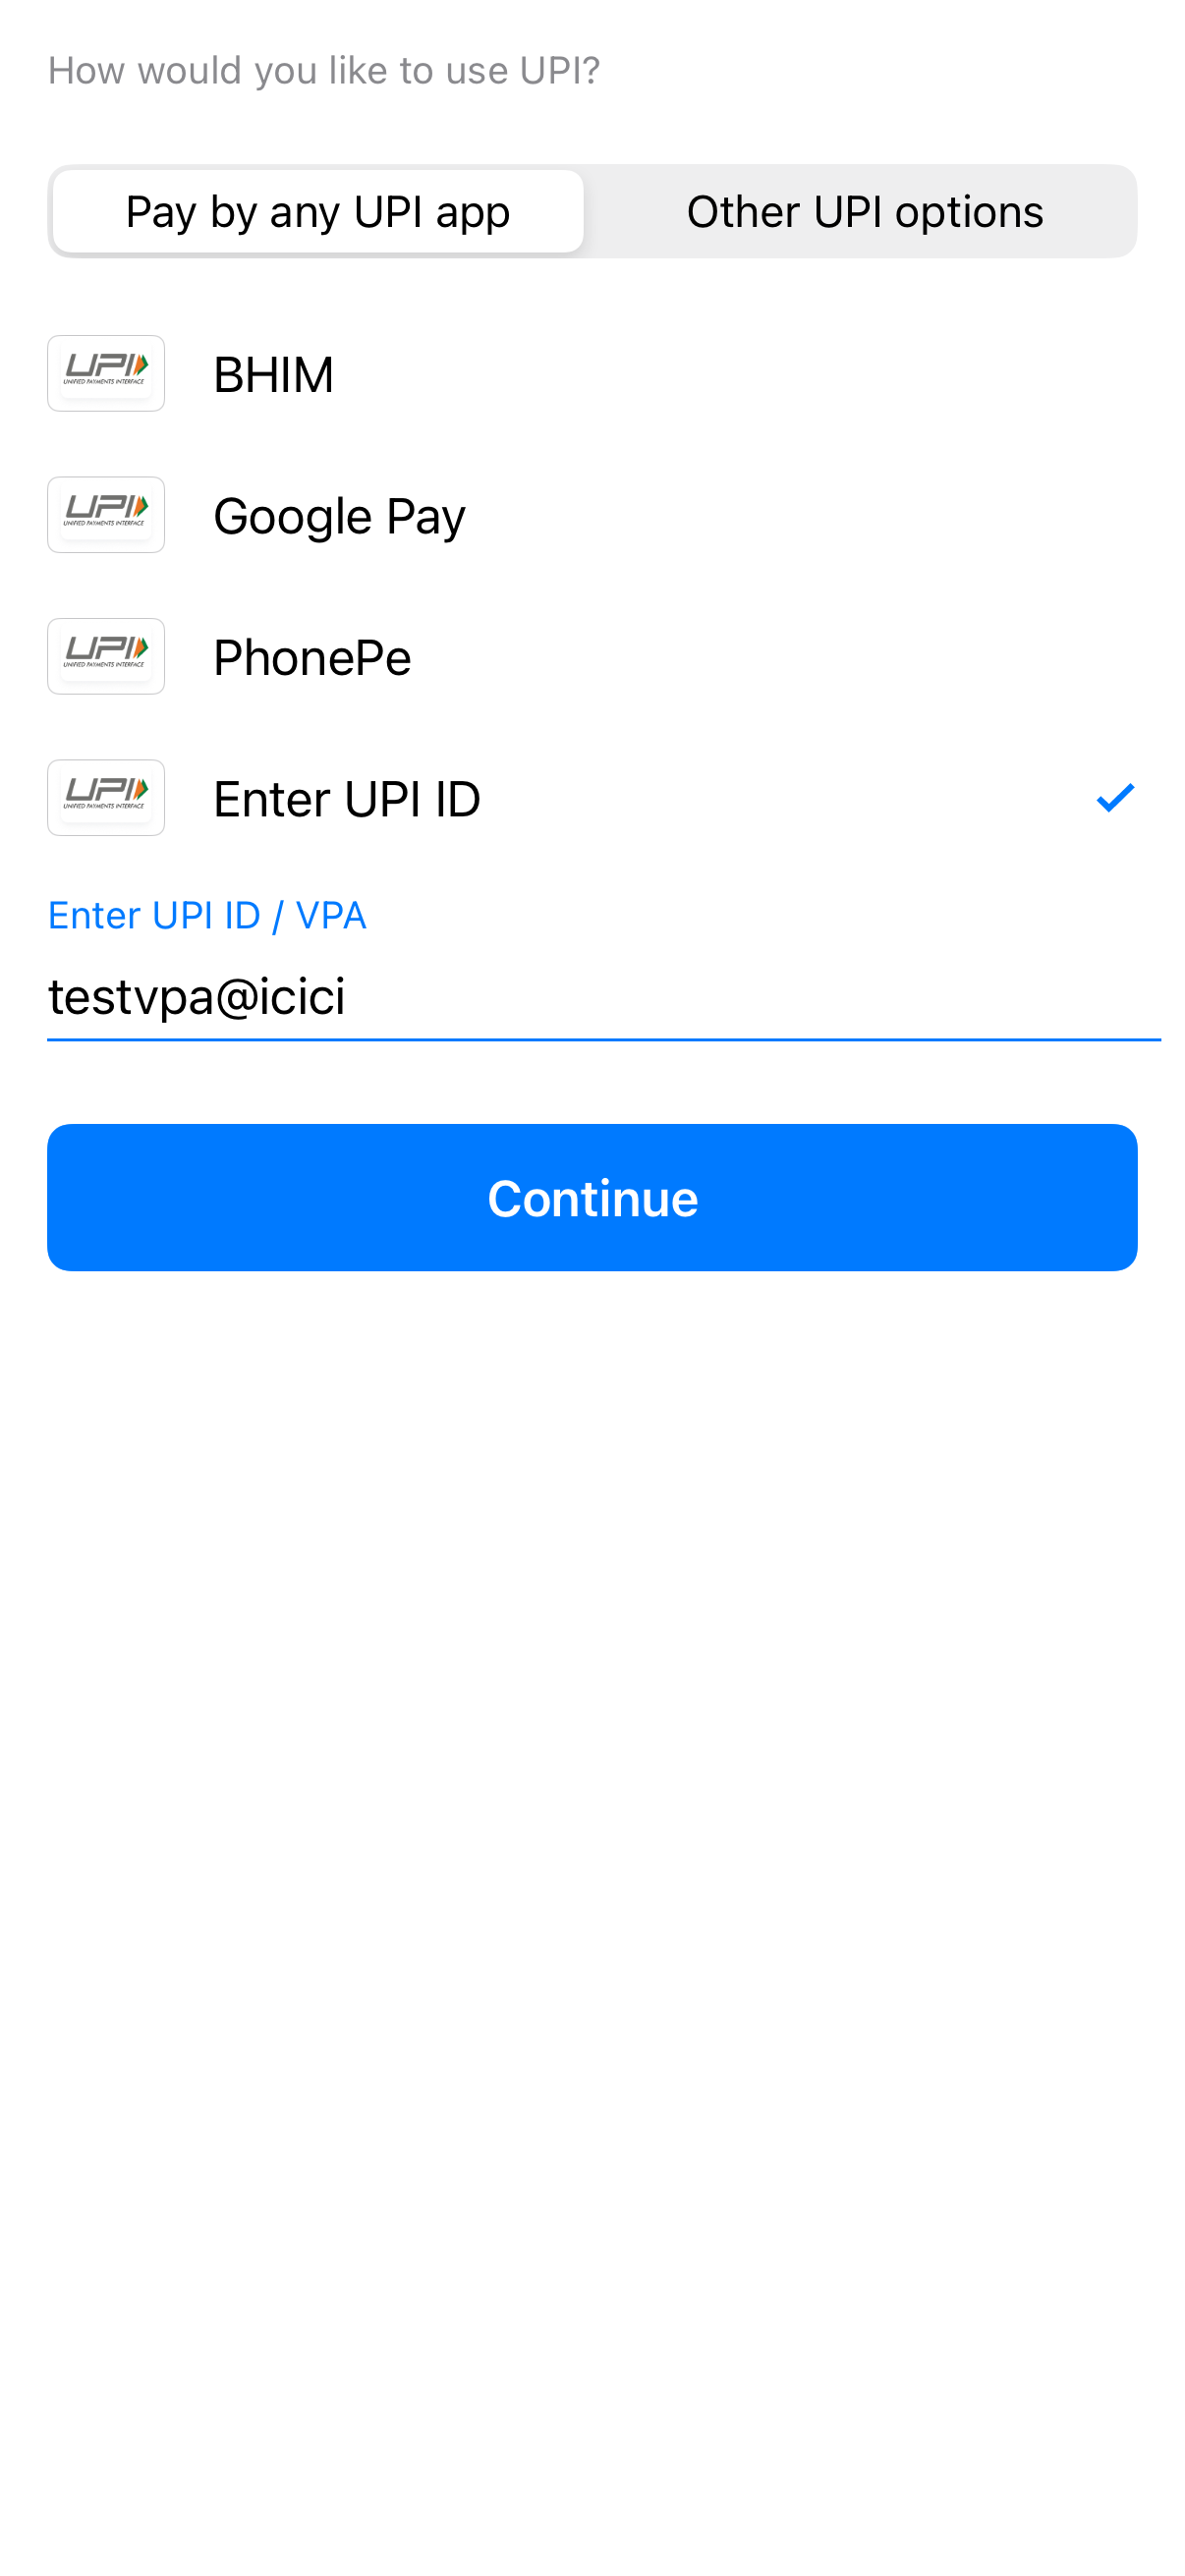 How would you like to use UPI?
Pay by any UPI app
Other UPI options
UPI
UNIFIED PAYMENTS INTERFACE
BHIM
UPI
UNIFIED PAYMENTS INTERFACE
Google Pay
UPI
UNIFIED PAYMENTS INTERFACE
PhonePe
UPI
UNIFIED PAYMENTS INTERFACE
Enter UPI ID
Enter UPI ID / VPA
testvpa@icici
Continue